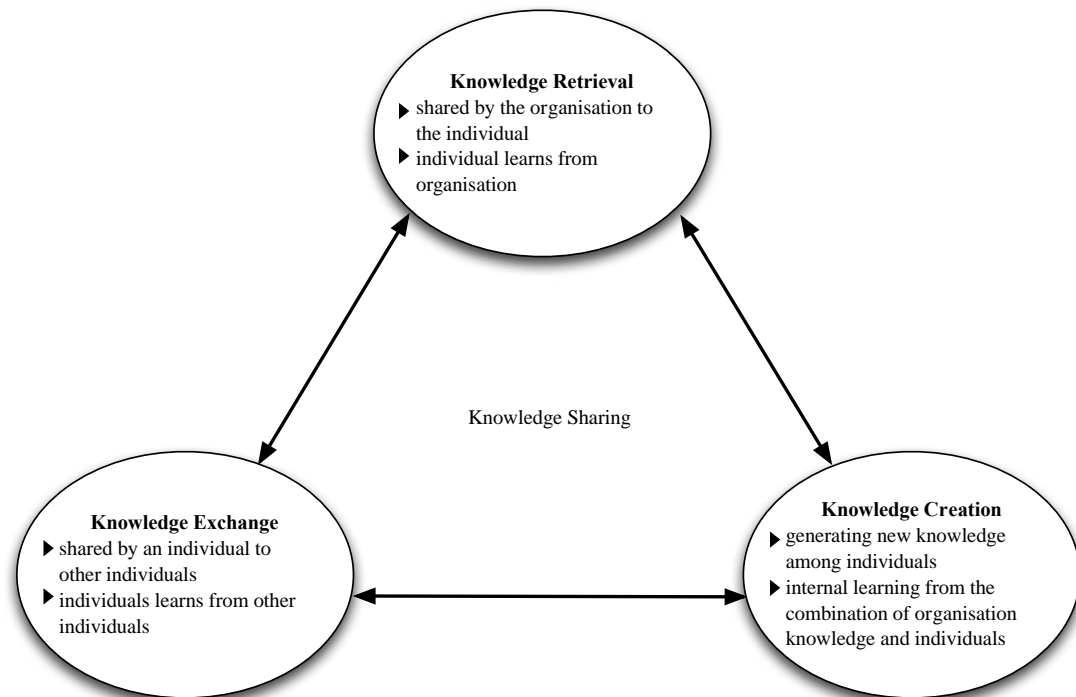 Knowledge Retrieval
shared by the organisation to
the individual
individual learns from
organisation
Knowledge Sharing
Knowledge Exchange
shared by an individual to
other individuals
individuals learns from other
individuals
Knowledge Creation
generating new knowledge
among individuals
internal learning from the
combination of organisation
knowledge and individuals